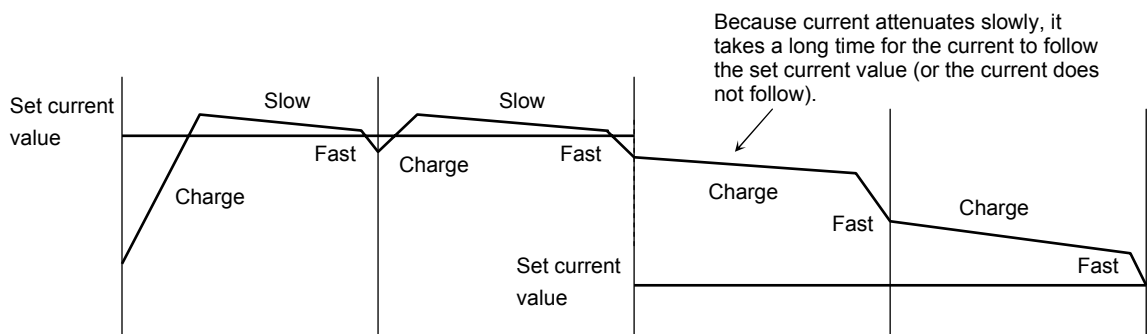 Because current attenuates slowly, it
takes a long time for the current to follow
the set current value (or the current does
not follow).
Set current
value
Slow
Slow
Fast
Charge
Fast
Charge
Charge
Fast
Charge
Set current
value
Fast